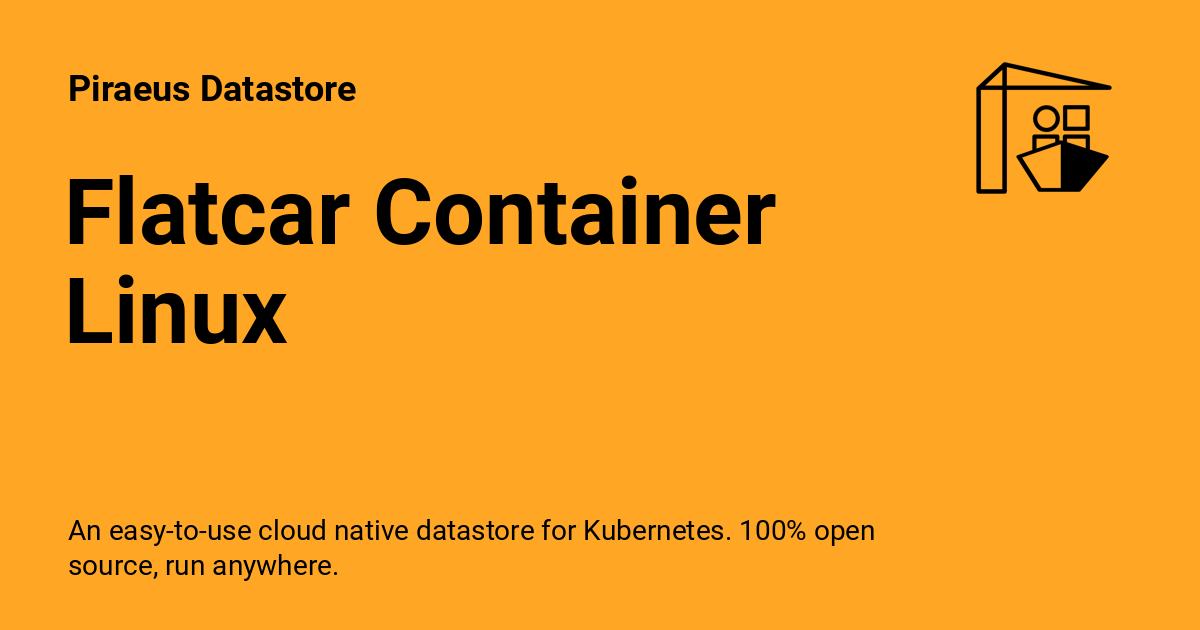 Piraeus Datastore
Flatcar Container
Linux
An easy-to-use cloud native datastore for Kubernetes. 100% open
source, run anywhere.